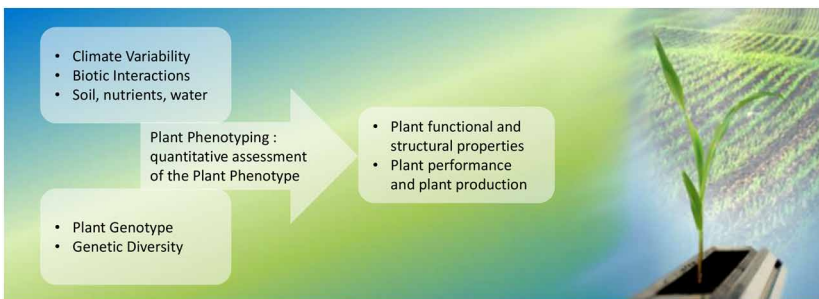 • Climate Variability
• Biotic Interactions
• Soil, nutrients, water
Plant Phenotyping :
quantitative assessment
of the Plant Phenotype
• Plant Genotype
• Genetic Diversity
• Plant functional and
structural properties
• Plant performance
and plant production